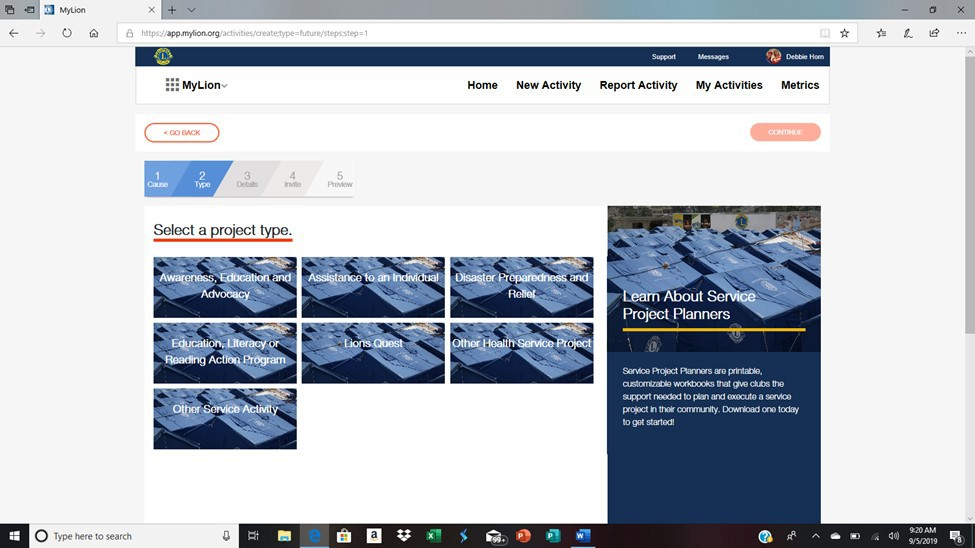 MyLion
https://app.mylion.org/activities/create;type=future/steps;step=1
Support Messages Debbie Horn
MyLion
Home New Activity Report Activity My Activities Metrics
< GO BACK
CONTINUE
1 2 3 4 5
Cause Type Details Invite Preview
Select a project type.
Awareness, Education and
Advocacy
Assistance to an Individual
Disaster Preparedness and
Relief
Education, Literacy or
Reading Action Program
Lions Quest
Other Health Service Project
Other Service Activity
Learn About Service
Project Planners
Service Project Planners are printable,
customizable workbooks that give clubs the
support needed to plan and execute a service
project in their community. Download one today
to get started!
Type here to search
99+
9:20 AM
9/5/2019
8